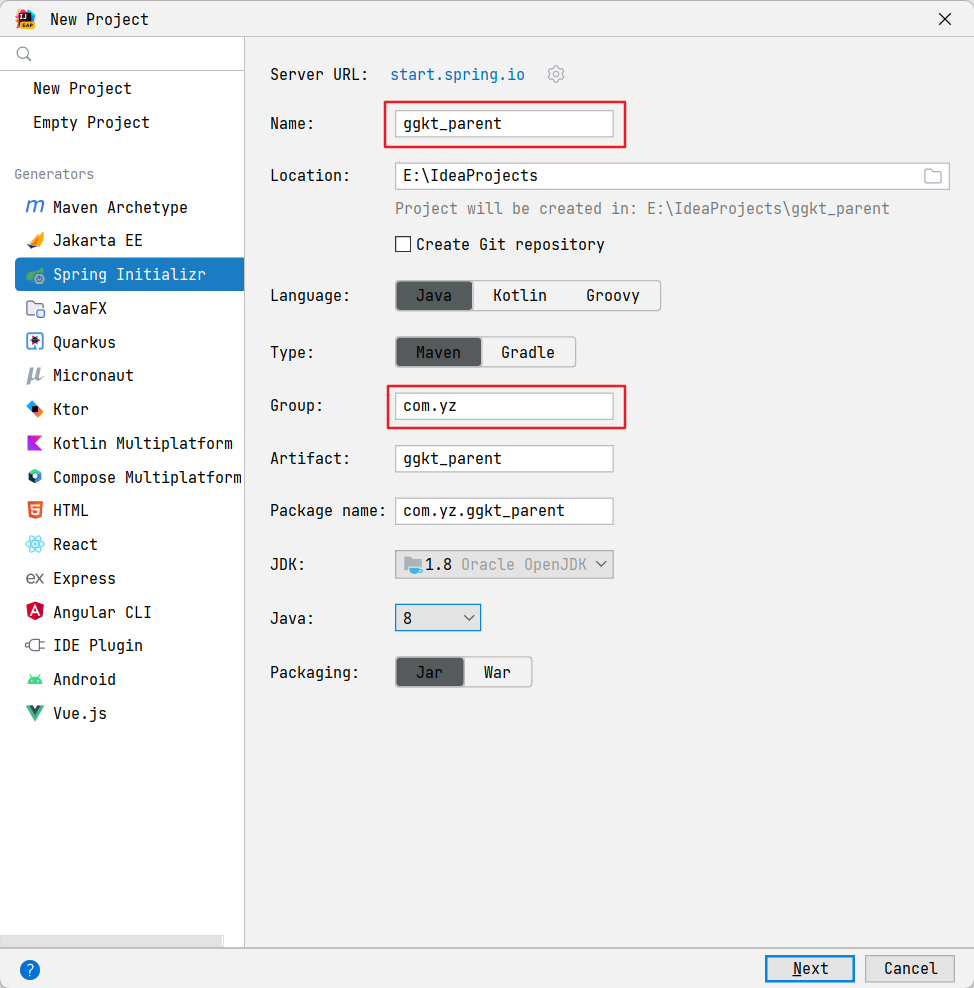 New Project
New Project
Empty Project
Generators
Maven Archetype
Jakarta EE
Spring Initializr
JavaFX
Quarkus
Micronaut
Ktor
Kotlin Multiplatform
Compose Multiplatform
HTML
React
ex Express
Angular CLI
IDE Plugin
Android
Vue.js
Server URL: start.spring.io
Name: ggkt_parent
Location: E:\IdeaProjects
Project will be created in: E:\IdeaProjects\ggkt_parent
Create Git repository
Language: Java Kotlin Groovy
Type: Maven Gradle
Group: com.yz
Artifact: ggkt_parent
Package name: com.yz.ggkt_parent
JDK: 1.8 Oracle OpenJDK
Java: 8
Packaging: Jar War
? Next Cancel